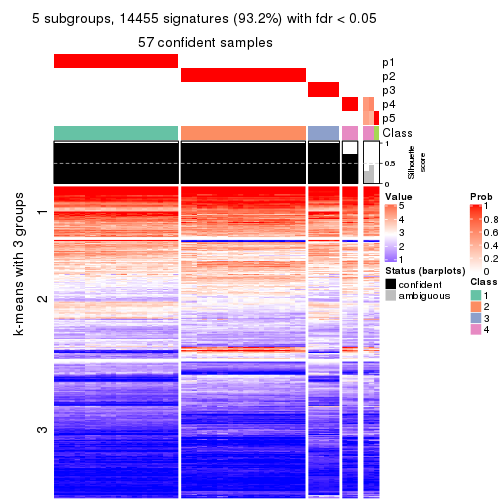 5 subgroups, 14455 signatures (93.2%) with fdr < 0.05
57 confident samples
p1
p2
p3
p4
p5
Class
1
0.5
0
Silhouette
score
k-means with 3 groups
1
2
3
Value
5
4
3
2
1
Status (barplots)
confident
ambiguous
Prob
1
0.8
0.6
0.4
0.2
0
Class
1
2
3
4